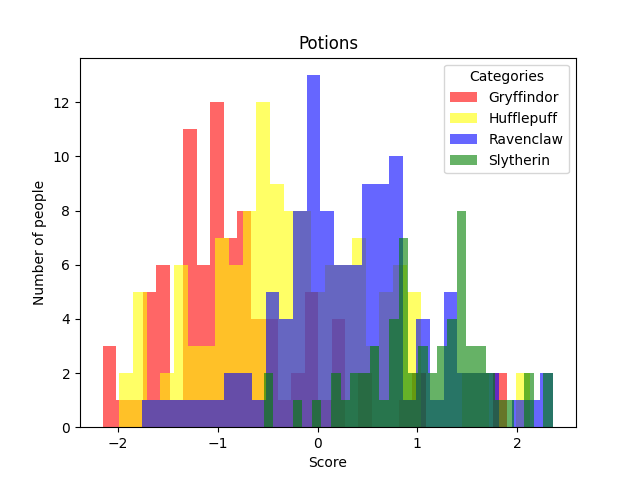 Potions
Categories
Gryffindor
Hufflepuff
Ravenclaw
Slytherin
Number of people
12
10
8
6
4
2
0
−2 −1 0 1 2
Score